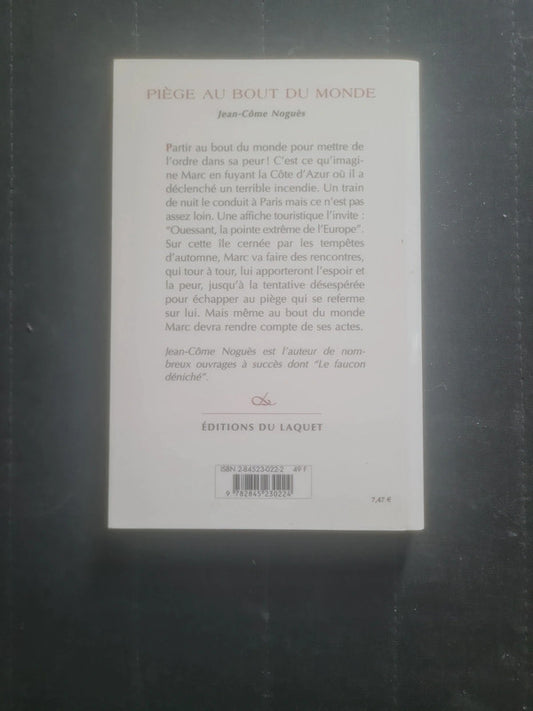 PIÈGE AU BOUT DU MONDE
Jean-Côme Noguès
Partir au bout du monde pour mettre de
l'ordre dans sa peur ! C'est ce qu'imagi-
ne Marc en fuyant la Côte d'Azur où il a
déclenché un terrible incendie. Un train
de nuit le conduit à Paris mais ce n'est pas
assez loin. Une affiche touristique l'invite :
"Ouessant, la pointe extrême de l'Europe".
Sur cette île cernée par les tempêtes
d'automne, Marc va faire des rencontres,
qui tour à tour, lui apporteront l'espoir et
la peur, jusqu'à la tentative désespérée
pour échapper au piège qui se referme
sur lui. Mais même au bout du monde
Marc devra rendre compte de ses actes.
Jean-Côme Noguès est l'auteur de nom-
breux ouvrages à succès dont "Le faucon
déniché".
ÉDITIONS DU LAQUET
ISBN 2-84523-022-2 49 F
9 782845 230224
7,47 €